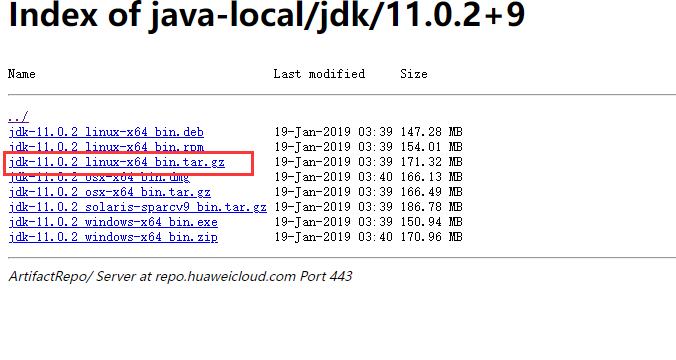 Index of java-local/jdk/11.0.2+9
Name Last modified Size
../
jdk-11.0.2_linux-x64_bin.deb 19-Jan-2019 03:39 147.28 MB
jdk-11.0.2_linux-x64_bin.rpm 19-Jan-2019 03:39 154.01 MB
jdk-11.0.2_linux-x64_bin.tar.gz 19-Jan-2019 03:39 171.32 MB
jdk-11.0.2_osx-x64_bin.dmg 19-Jan-2019 03:40 166.13 MB
jdk-11.0.2_osx-x64_bin.tar.gz 19-Jan-2019 03:39 166.49 MB
jdk-11.0.2_solaris-sparcv9_bin.tar.gz 19-Jan-2019 03:39 186.78 MB
jdk-11.0.2_windows-x64_bin.exe 19-Jan-2019 03:39 150.94 MB
jdk-11.0.2_windows-x64_bin.zip 19-Jan-2019 03:40 170.96 MB
ArtifactRepo/ Server at repo.huaweicloud.com Port 443